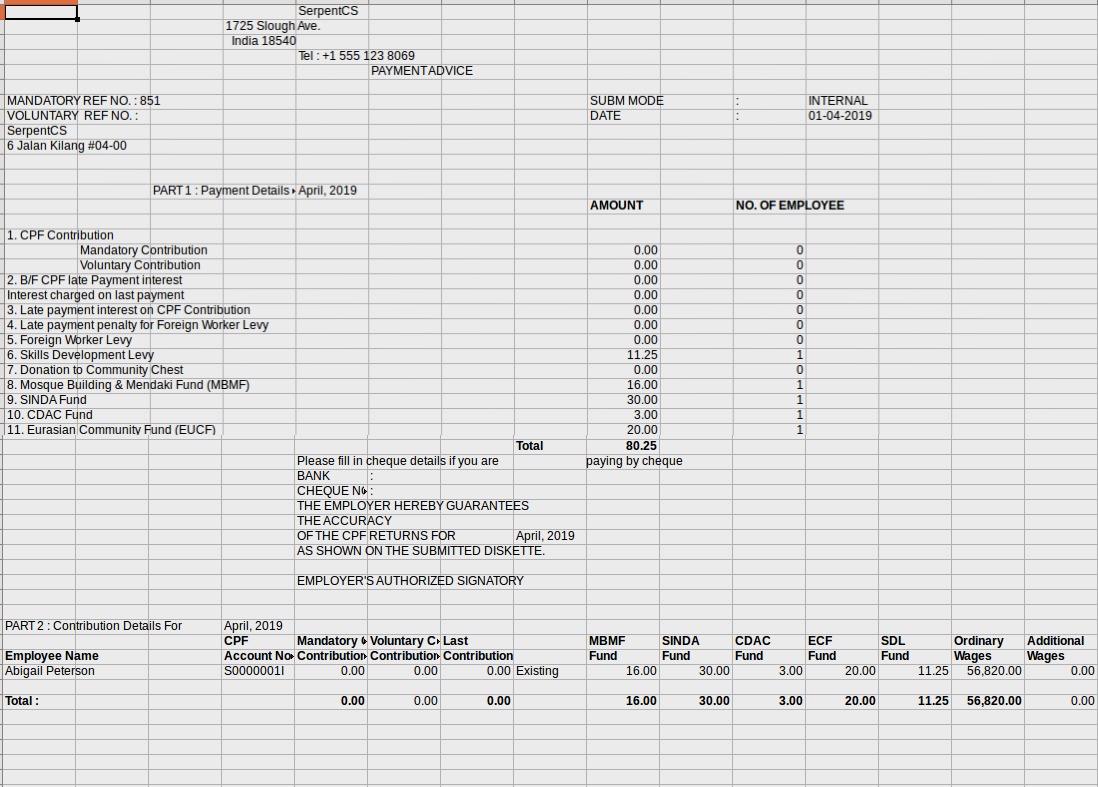 SerpentCS
1725 Slough Ave.
India 18540
Tel : +1 555 123 8069
PAYMENT ADVICE
MANDATORY REF NO. : 851 SUBM MODE : INTERNAL
VOLUNTARY REF NO. : DATE : 01-04-2019
SerpentCS
6 Jalan Kilang #04-00
PART 1 : Payment Details April, 2019
AMOUNT NO. OF EMPLOYEE
1. CPF Contribution
Mandatory Contribution 0.00 0
Voluntary Contribution 0.00 0
2. B/F CPF late Payment interest 0.00 0
Interest charged on last payment 0.00 0
3. Late payment interest on CPF Contribution 0.00 0
4. Late payment penalty for Foreign Worker Levy 0.00 0
5. Foreign Worker Levy 0.00 0
6. Skills Development Levy 11.25 1
7. Donation to Community Chest 0.00 0
8. Mosque Building & Mendaki Fund (MBMF) 16.00 1
9. SINDA Fund 30.00 1
10. CDAC Fund 3.00 1
11. Eurasian Community Fund (EUCF) 20.00 1
Total 80.25
Please fill in cheque details if you are paying by cheque
BANK :
CHEQUE :
THE EMPLOYER HEREBY GUARANTEES
THE ACCURACY
OF THE CPF RETURNS FOR April, 2019
AS SHOWN ON THE SUBMITTED DISKETTE.
EMPLOYER'S AUTHORIZED SIGNATORY
PART 2 : Contribution Details For April, 2019
CPF Mandatory Voluntary Last MBMF SINDA CDAC ECF SDL Ordinary Additional
Employee Name Account No Contribution Contribution Contribution Fund Fund Fund Fund Fund Wages Wages
Abigail Peterson S0000001I 0.00 0.00 0.00 Existing 16.00 30.00 3.00 20.00 11.25 56,820.00 0.00
Total : 0.00 0.00 0.00 16.00 30.00 3.00 20.00 11.25 56,820.00 0.00